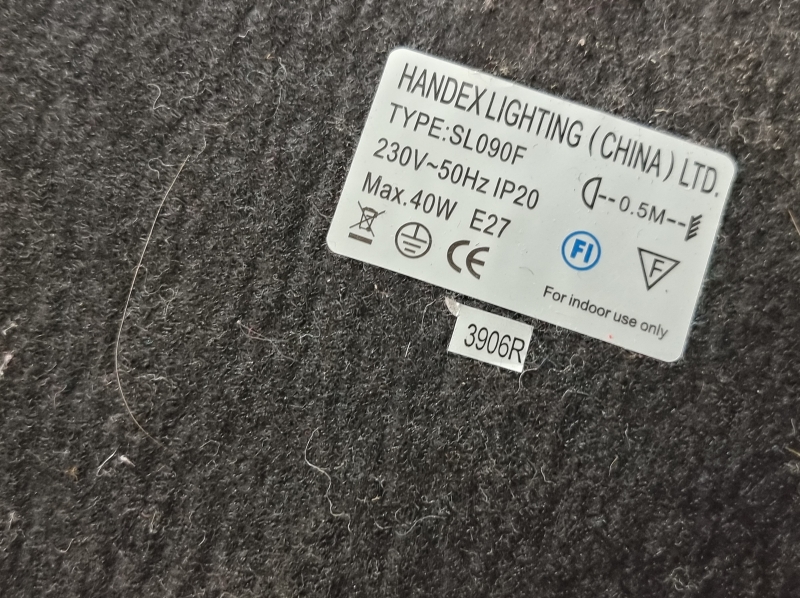 HANDEX LIGHTING (CHINA) LTD.
TYPE:SL090F
230V~50Hz IP20
Max.40W E27
0.5M
CE
FI
F
For indoor use only
3906R